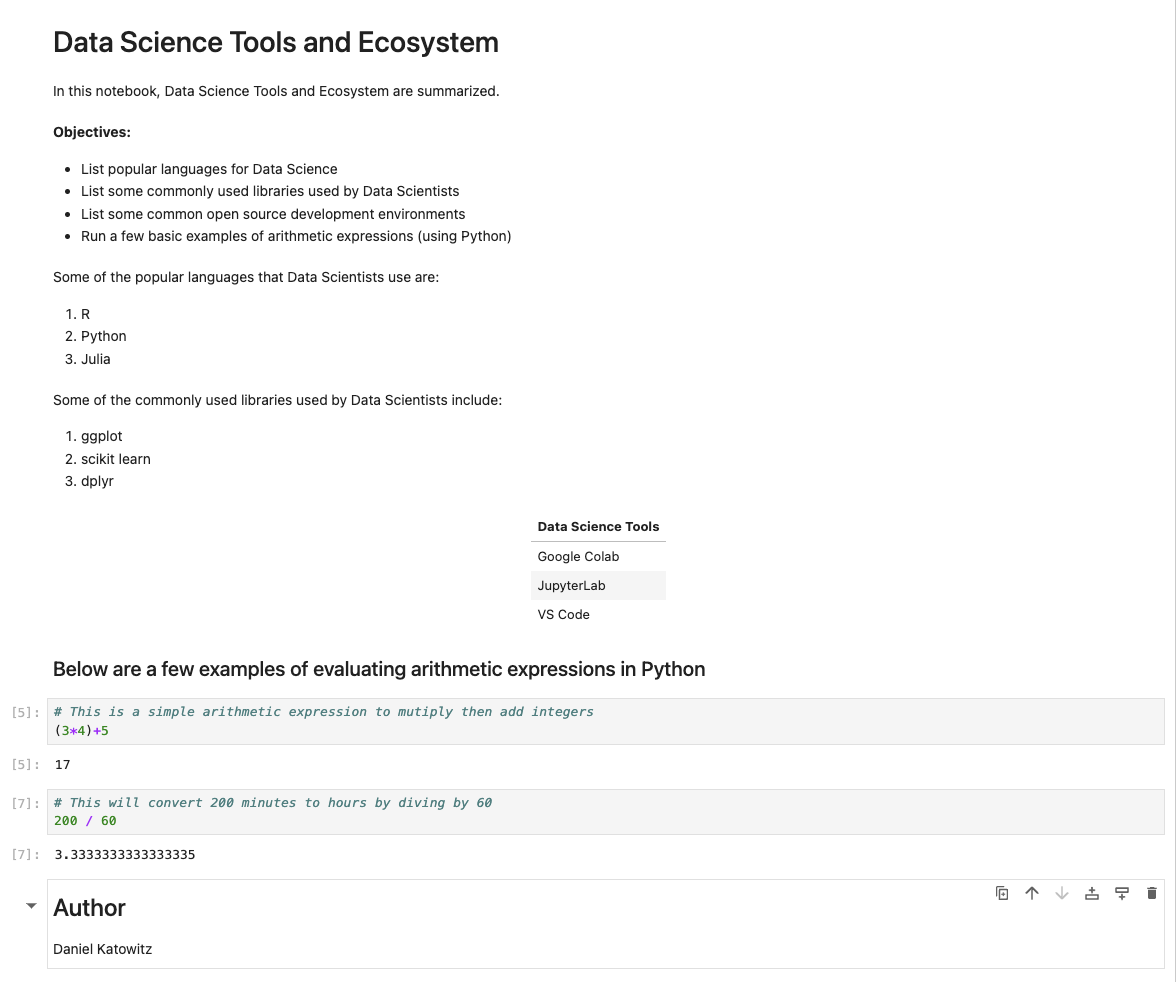 Data Science Tools and Ecosystem
In this notebook, Data Science Tools and Ecosystem are summarized.
Objectives:
• List popular languages for Data Science
• List some commonly used libraries used by Data Scientists
• List some common open source development environments
• Run a few basic examples of arithmetic expressions (using Python)
Some of the popular languages that Data Scientists use are:
1. R
2. Python
3. Julia
Some of the commonly used libraries used by Data Scientists include:
1. ggplot
2. scikit learn
3. dplyr
Data Science Tools
Google Colab
JupyterLab
VS Code
Below are a few examples of evaluating arithmetic expressions in Python
[5]: # This is a simple arithmetic expression to mutiply then add integers
(3*4)+5
[5]: 17
[7]: # This will convert 200 minutes to hours by diving by 60
200 / 60
[7]: 3.3333333333333335
Author
Daniel Katowitz